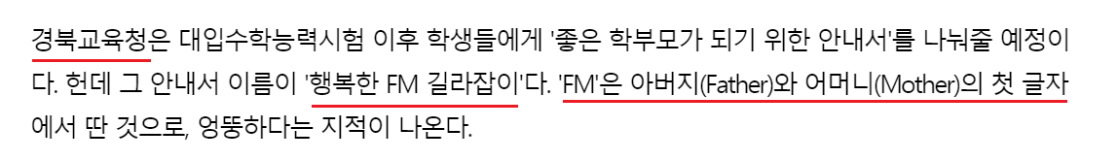 경북교육청은 대입수학능력시험 이후 학생들에게 '좋은 학부모가 되기 위한 안내서'를 나눠줄 예정이
다. 헌데 그 안내서 이름이 '행복한 FM 길라잡이'다. 'FM'은 아버지(Father)와 어머니(Mother)의 첫 글자
에서 딴 것으로, 엉뚱하다는 지적이 나온다.